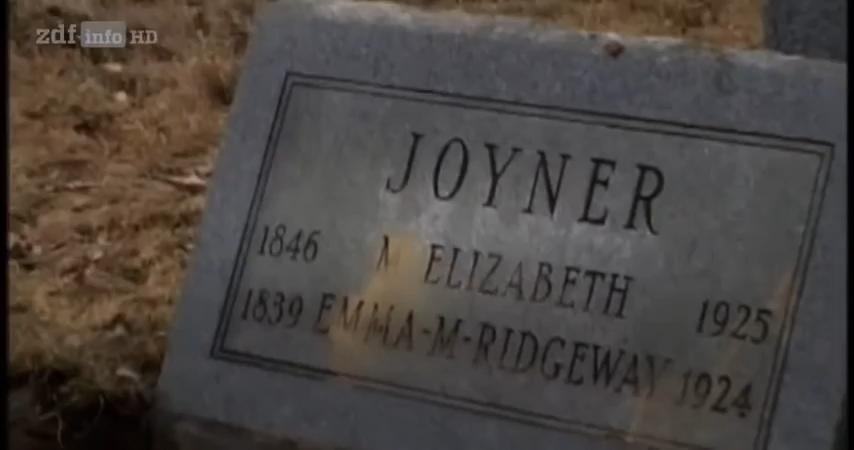 zdf-info HD
JOYNER
1846 M ELIZABETH 1925
1839 EMMA-M-RIDGEWAY 1924